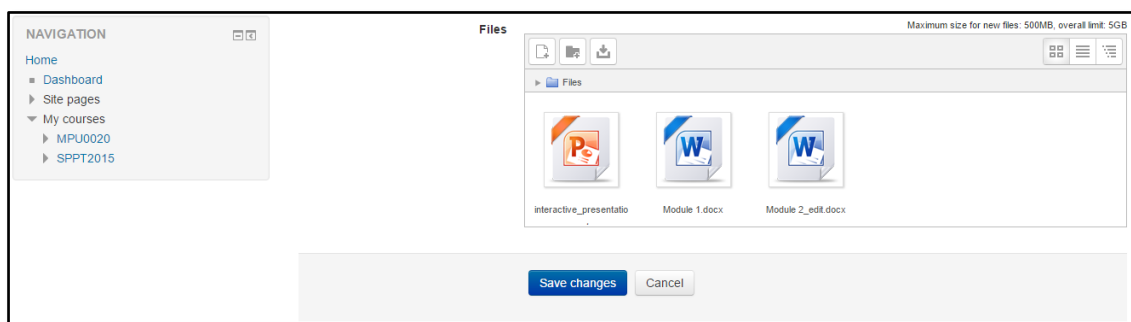 NAVIGATION
Home
Dashboard
Site pages
My courses
MPU0020
SPPT2015
Files
Maximum size for new files: 500MB, overall limit: 5GB
Files
interactive_presentatio
Module 1.docx
Module 2_edit.docx
Save changes
Cancel